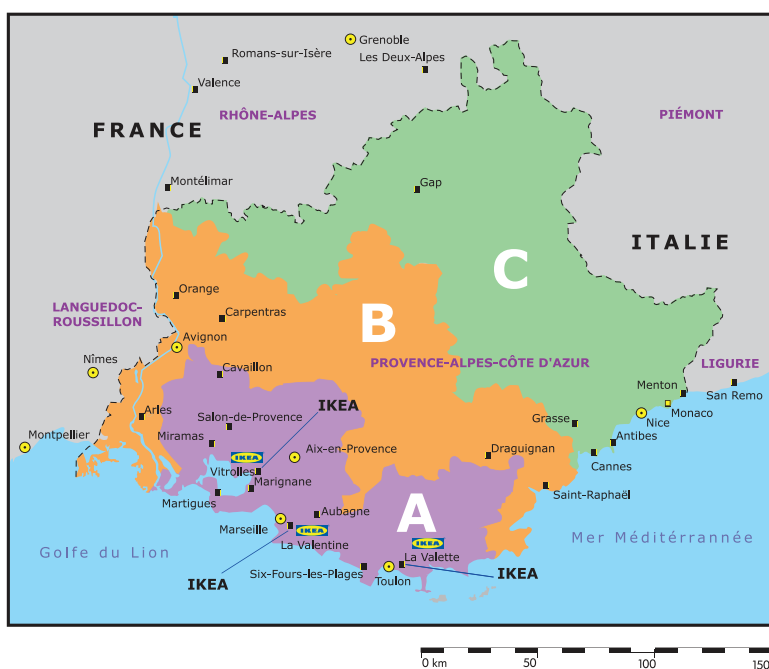 Grenoble
Romans-sur-Isère
Les Deux-Alpes
Valence
RHÔNE-ALPES
PIÉMONT
FRANCE
Montélimar
Gap
ITALIE
C
Orange
LANGUEDOC-
ROUSSILLON
Carpentras
B
Avignon
PROVENCE-ALPES-CÔTE D'AZUR
LIGURIE
Nîmes
Cavaillon
Menton
San Remo
Monaco
Arles
IKEA
Salon-de-Provence
Grasse
Nice
Montpellier
Miramas
Antibes
Aix-en-Provence
Draguignan
IKEA
Vitrolles
Cannes
Marignane
Martigues
Saint-Raphaël
Aubagne
A
Marseille
IKEA
La Valentine
IKEA
Mer Méditérrannée
Golfe du Lion
La Valette
Six-Fours-les-Plages
IKEA
IKEA
Toulon
0 km
50
100
150